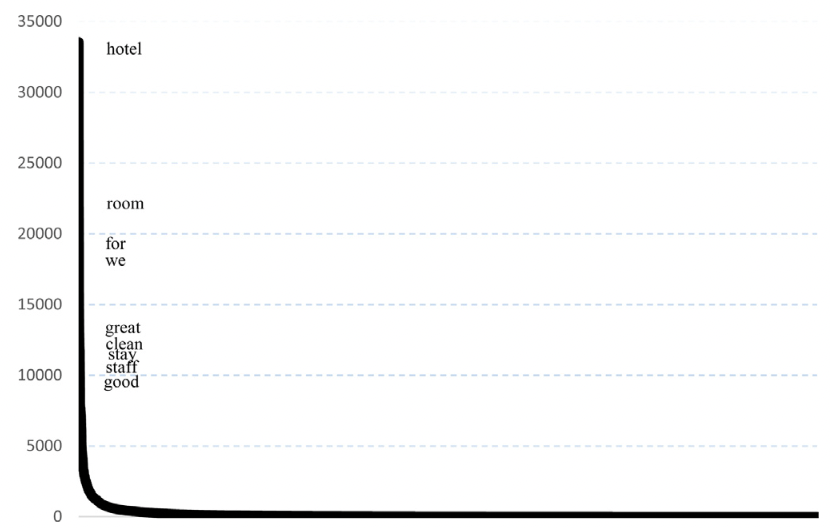 35000
hotel
30000
25000
room
20000
for
we
15000
great
clean
stay
staff
10000
good
5000
0